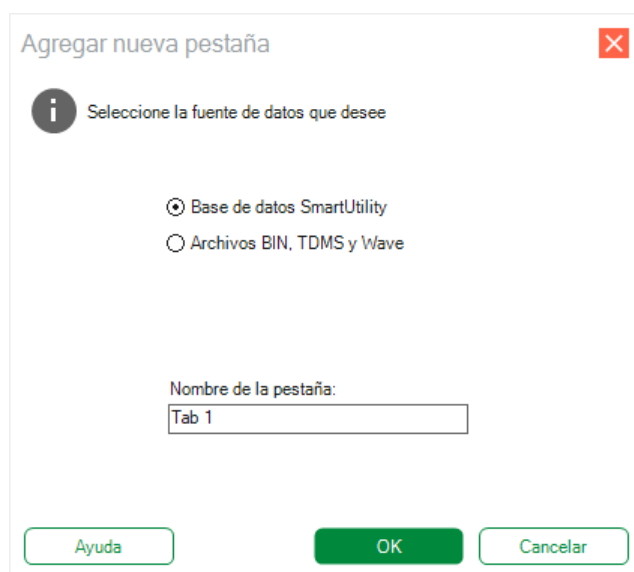 Agregar nueva pestaña
i
Seleccione la fuente de datos que desee
Base de datos SmartUtility
Archivos BIN, TDMS y Wave
Nombre de la pestaña:
Tab 1
Ayuda
OK
Cancelar